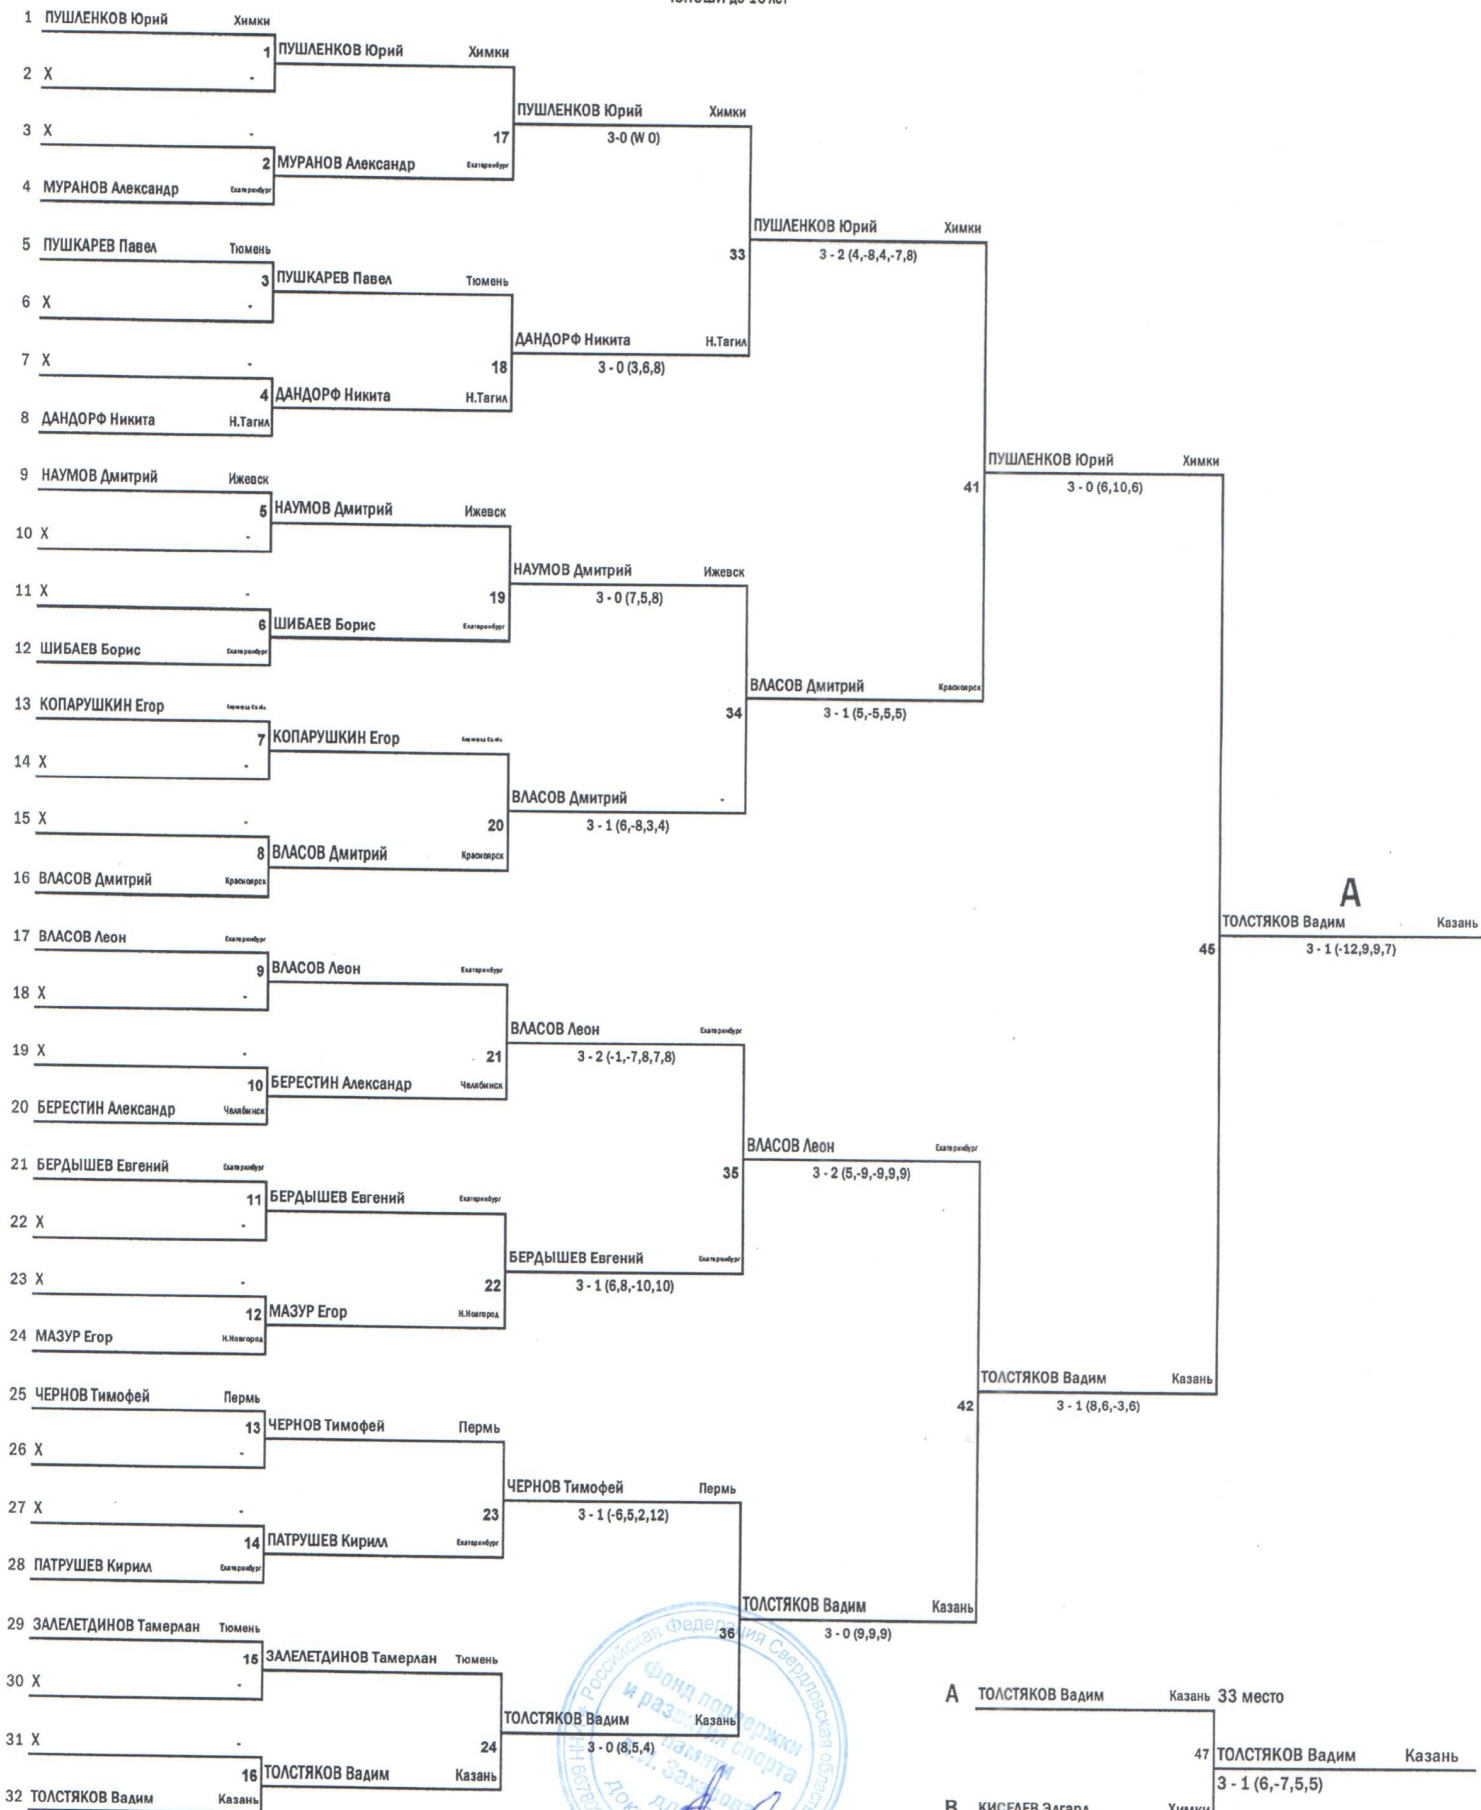 1 ПУШЛЕНКОВ Юрий Химки
1 ПУШЛЕНКОВ Юрий Химки
2 X -
ПУШЛЕНКОВ Юрий Химки
3 X -
17 3-0 (W O)
2 МУРАНОВ Александр Екатеринбург
4 МУРАНОВ Александр Екатеринбург
ПУШЛЕНКОВ Юрий Химки
5 ПУШКАРЕВ Павел Тюмень
33 3 - 2 (4,-8,4,-7,8)
3 ПУШКАРЕВ Павел Тюмень
6 X -
ДАНДОРФ Никита Н.Тагил
7 X -
18 3 - 0 (3,6,8)
4 ДАНДОРФ Никита Н.Тагил
8 ДАНДОРФ Никита Н.Тагил
ПУШЛЕНКОВ Юрий Химки
9 НАУМОВ Дмитрий Ижевск
41 3 - 0 (6,10,6)
5 НАУМОВ Дмитрий Ижевск
10 X -
НАУМОВ Дмитрий Ижевск
11 X -
19 3 - 0 (7,5,8)
6 ШИБАЕВ Борис Екатеринбург
12 ШИБАЕВ Борис Екатеринбург
ВЛАСОВ Дмитрий Красноярск
13 КОПАРУШКИН Егор
34 3 - 1 (5,-5,5,5)
7 КОПАРУШКИН Егор
14 X -
ВЛАСОВ Дмитрий -
15 X -
20 3 - 1 (6,-8,3,4)
8 ВЛАСОВ Дмитрий Красноярск
16 ВЛАСОВ Дмитрий Красноярск
А
ТОЛСТЯКОВ Вадим Казань
17 ВЛАСОВ Леон Екатеринбург
45 3 - 1 (-12,9,9,7)
9 ВЛАСОВ Леон Екатеринбург
18 X -
ВЛАСОВ Леон Екатеринбург
19 X -
21 3 - 2 (-1,-7,8,7,8)
10 БЕРЕСТИН Александр Челябинск
20 БЕРЕСТИН Александр Челябинск
ВЛАСОВ Леон Екатеринбург
21 БЕРДЫШЕВ Евгений Екатеринбург
35 3 - 2 (5,-9,-9,9,9)
11 БЕРДЫШЕВ Евгений Екатеринбург
22 X -
БЕРДЫШЕВ Евгений Екатеринбург
23 X -
22 3 - 1 (6,8,-10,10)
12 МАЗУР Егор Н.Новгород
24 МАЗУР Егор Н.Новгород
ТОЛСТЯКОВ Вадим Казань
25 ЧЕРНОВ Тимофей Пермь
42 3 - 1 (8,6,-3,6)
13 ЧЕРНОВ Тимофей Пермь
26 X -
ЧЕРНОВ Тимофей Пермь
27 X -
23 3 - 1 (-6,5,2,12)
14 ПАТРУШЕВ Кирилл Екатеринбург
28 ПАТРУШЕВ Кирилл Екатеринбург
ТОЛСТЯКОВ Вадим Казань
29 ЗАЛЕЛЕТДИНОВ Тамерлан Тюмень
36 3 - 0 (9,9,9)
15 ЗАЛЕЛЕТДИНОВ Тамерлан Тюмень
30 X -
А ТОЛСТЯКОВ Вадим Казань 33 место
ТОЛСТЯКОВ Вадим Казань
31 X -
24 3 - 0 (8,5,4)
47 ТОЛСТЯКОВ Вадим Казань
16 ТОЛСТЯКОВ Вадим Казань
3 - 1 (6,-7,5,5)
32 ТОЛСТЯКОВ Вадим Казань
В КИСЕЛЕВ Эдгард Химки
Российская Федерация Свердловская область
Фонд поддержки
и развития спорта
памяти